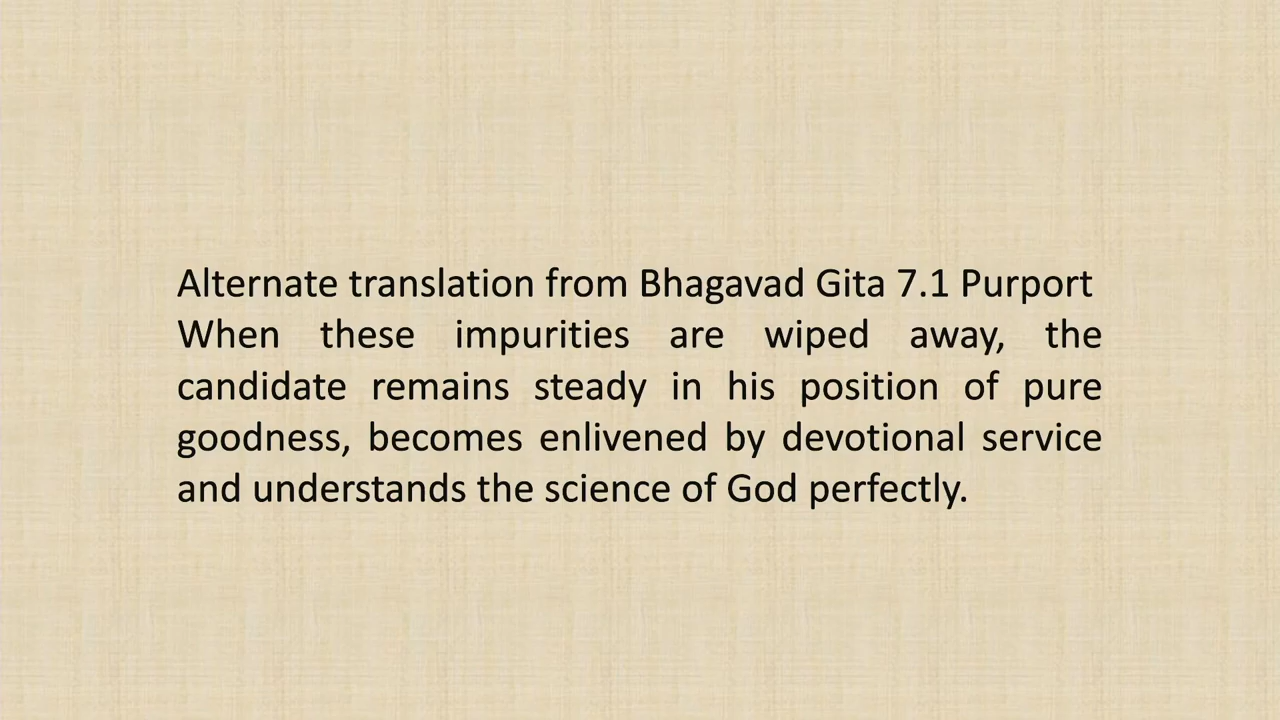 Alternate translation from Bhagavad Gita 7.1 Purport
When these impurities are wiped away, the
candidate remains steady in his position of pure
goodness, becomes enlivened by devotional service
and understands the science of God perfectly.